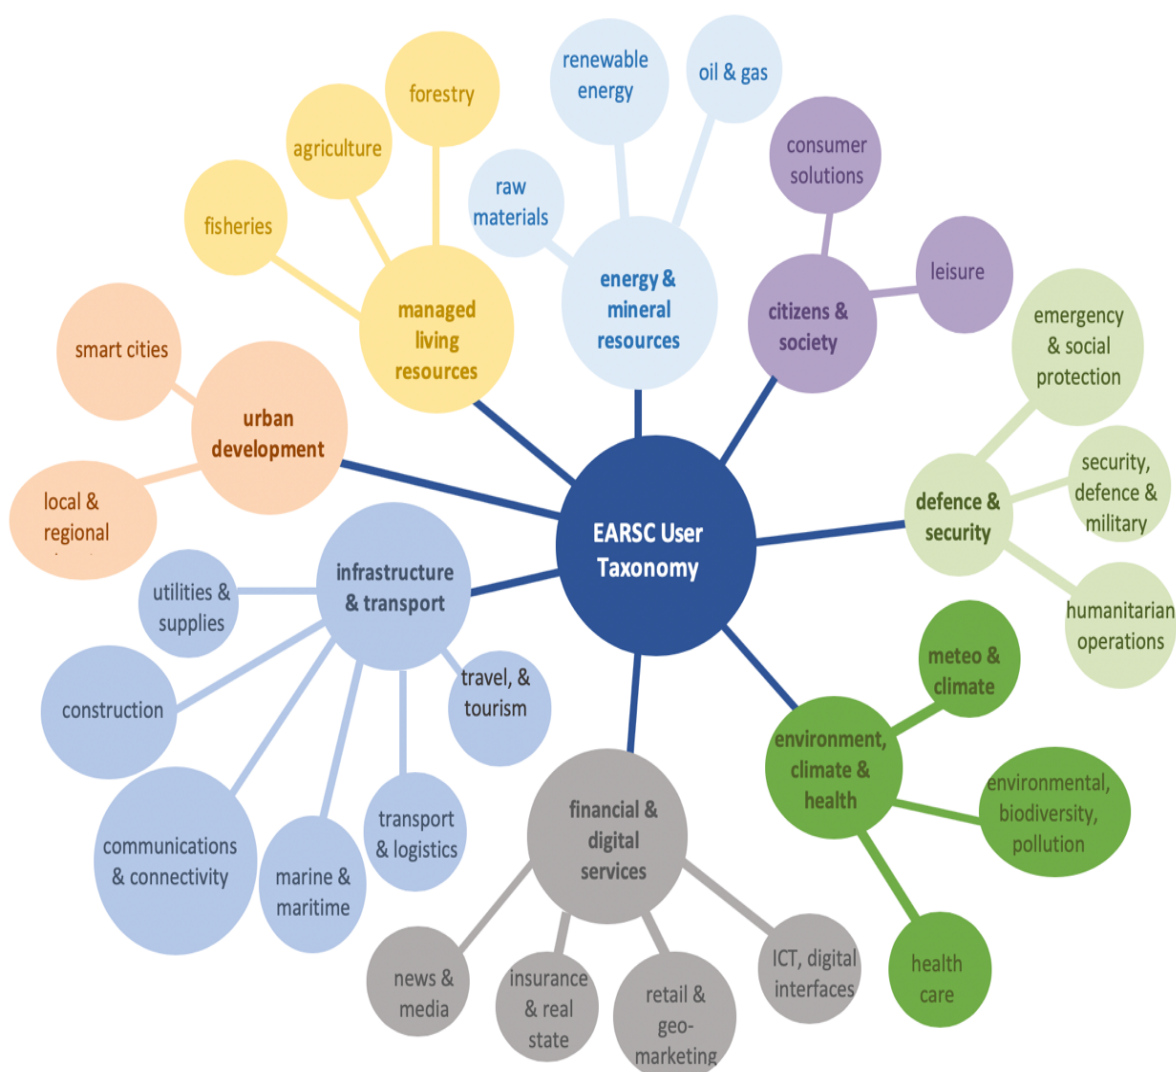 renewable
energy
oil & gas
forestry
agriculture
fisheries
raw
materials
consumer
solutions
leisure
managed
living
resources
energy &
mineral
resources
citizens &
society
emergency
& social
protection
smart cities
urban
development
local &
regional
security,
defence &
military
defence &
security
humanitarian
operations
EARSC User
Taxonomy
infrastructure
& transport
utilities &
supplies
construction
communications
& connectivity
marine &
maritime
transport
& logistics
travel, &
tourism
meteo &
climate
environment,
climate &
health
environmental,
biodiversity,
pollution
health
care
financial &
digital
services
news &
media
insurance
& real
state
retail &
geo-
marketing
ICT, digital
interfaces